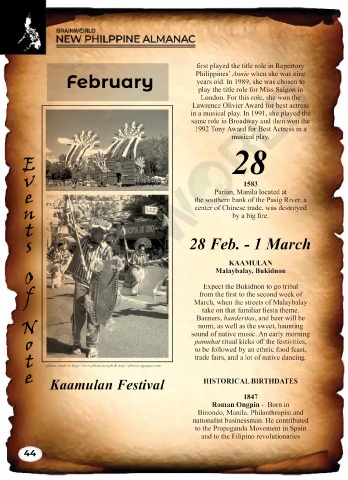 BRAINWORLD
NEW PHILPPINE ALMANAC
February
Events Of Note
Kaamulan Festival
44
first played the title role in Repertory
Philippines' Annie when she was nine
years old. In 1989, she was chosen to
play the title role for Miss Saigon in
London. For this role, she won the
Lawrence Olivier Award for best actress
in a musical play. In 1991, she played the
same role in Broadway and then won the
1992 Tony Award for Best Actress in a
musical play.
28
1583
Parian, Manila located at
the southern bank of the Pasig River, a
center of Chinese trade, was destroyed
by a big fire.
28 Feb. - 1 March
KAAMULAN
Malaybalay, Bukidnon
Expect the Bukidnon to go tribal
from the first to the second week of
March, when the streets of Malaybalay
take on that familiar fiesta theme.
Banners, banderitas, and beer will be
norm, as well as the sweet, haunting
sound of native music. An early morning
pamuhat ritual kicks off the festivities,
to be followed by an ethnic food feast,
trade fairs, and a lot of native dancing.
HISTORICAL BIRTHDATES
1847
Roman Ongpin - Born in
Binondo, Manila. Philanthropist and
nationalist businessman. He contributed
to the Propaganda Movement in Spain
and to the Filipino revolutionaries